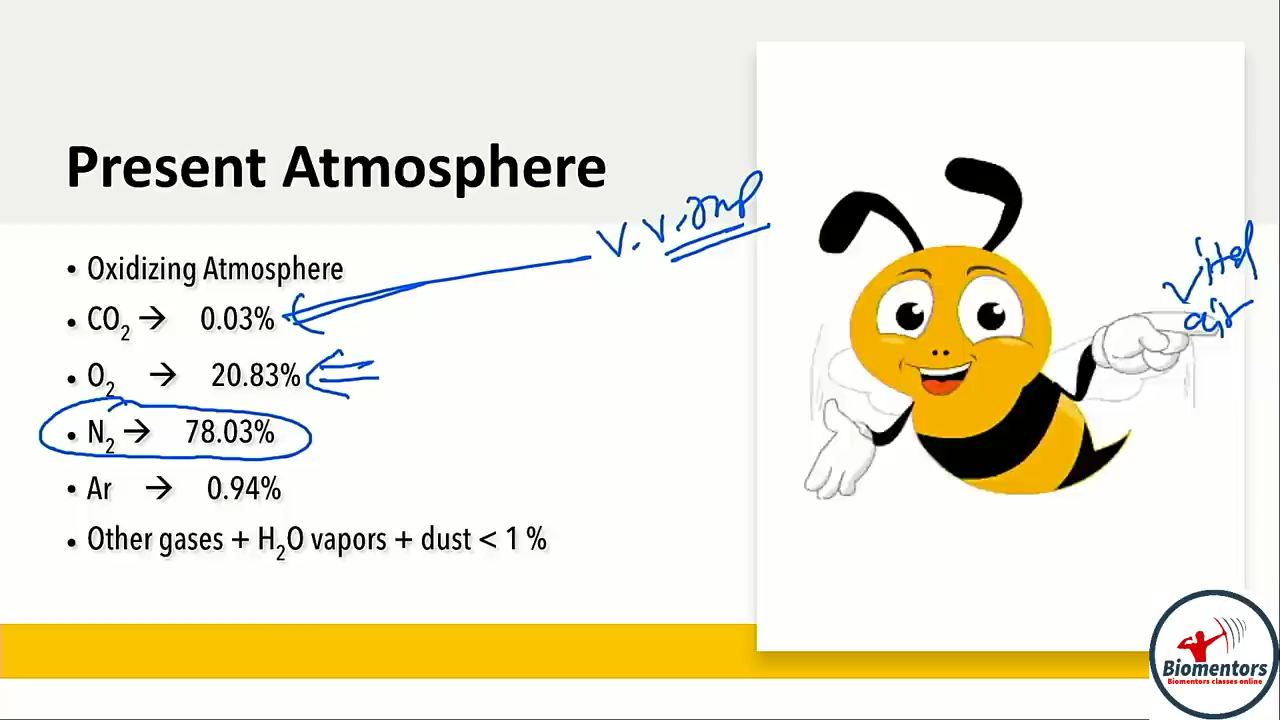 Present Atmosphere
V. V. Imp
• Oxidizing Atmosphere
• CO₂ → 0.03%
• O₂ → 20.83%
• N₂ → 78.03%
• Ar → 0.94%
• Other gases + H₂O vapors + dust < 1 %
Vital
air
Biomentors
Biomentors classes online